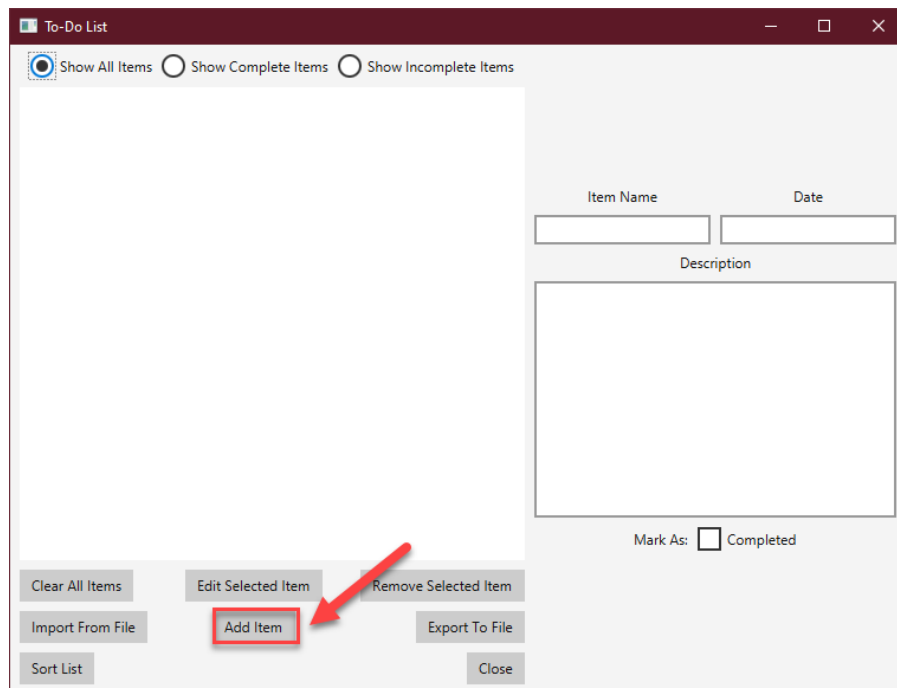 To-Do List
Show All Items Show Complete Items Show Incomplete Items
Item Name Date
Description
Mark As: Completed
Clear All Items Edit Selected Item Remove Selected Item
Import From File Add Item Export To File
Sort List Close